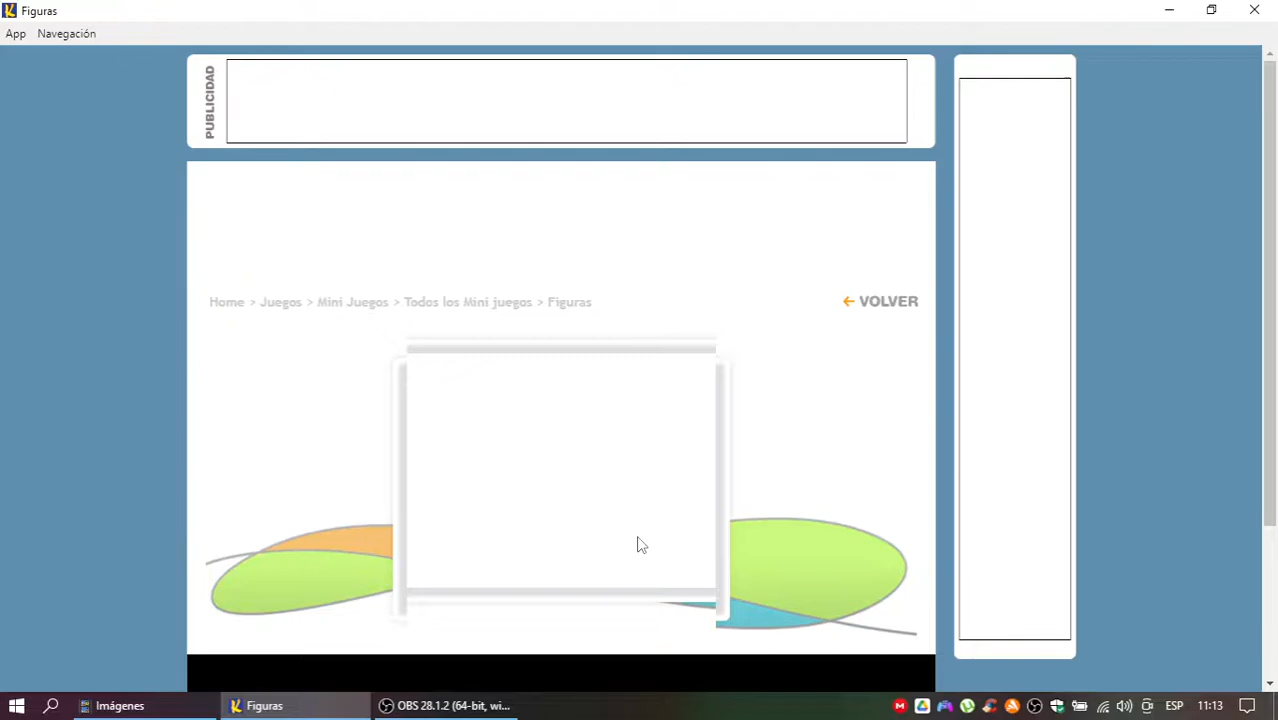 Figuras
App Navegación
PUBLICIDAD
Home > Juegos > Mini Juegos > Todos los Mini juegos > Figuras
← VOLVER
Imágenes
Figuras
OBS 28.1.2 (64-bit, wi...
ESP
11:13